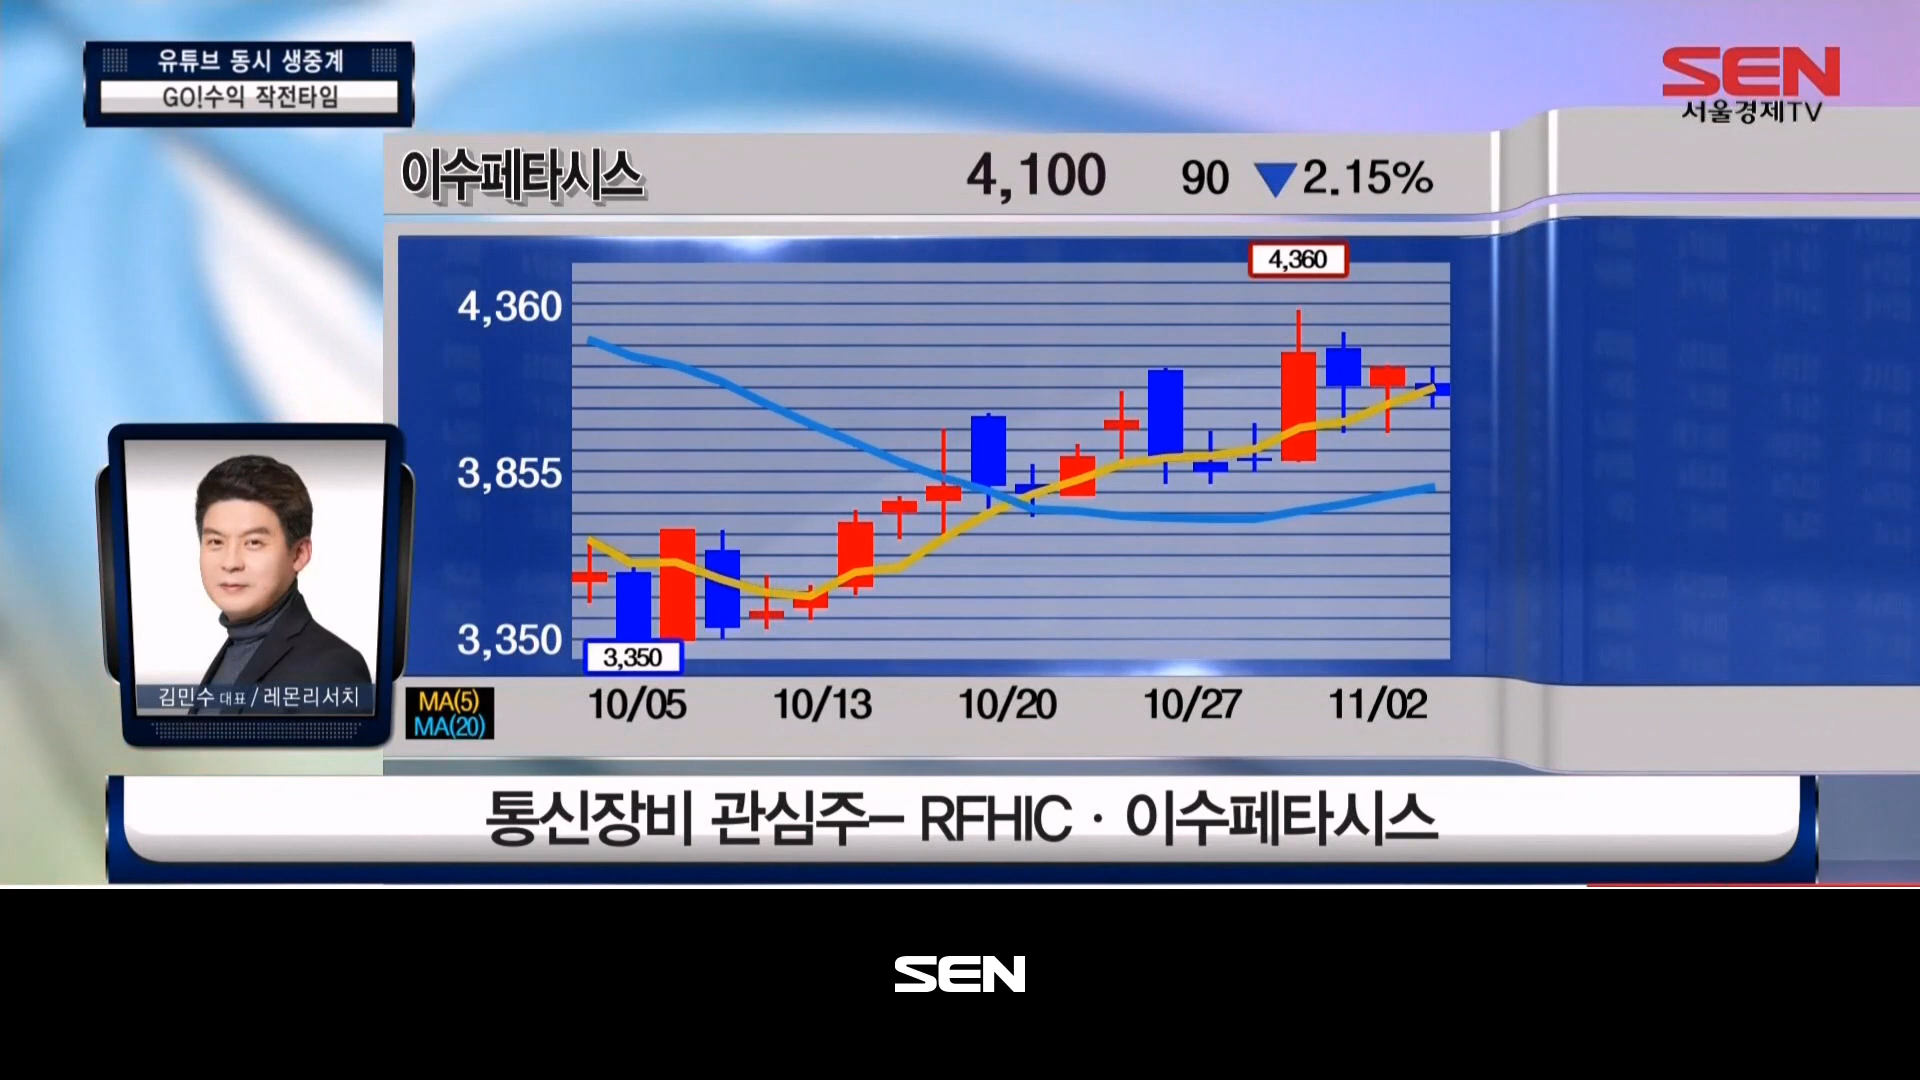 유튜브 동시 생중계
GO!수익 작전타임
SEN
서울경제TV
이수페타시스 4,100 90 ▼2.15%
4,360
4,360
3,855
3,350
3,350
김민수 대표 / 레몬리서치
MA(5)
MA(20)
10/05 10/13 10/20 10/27 11/02
통신장비 관심주- RFHIC · 이수페타시스
SEN